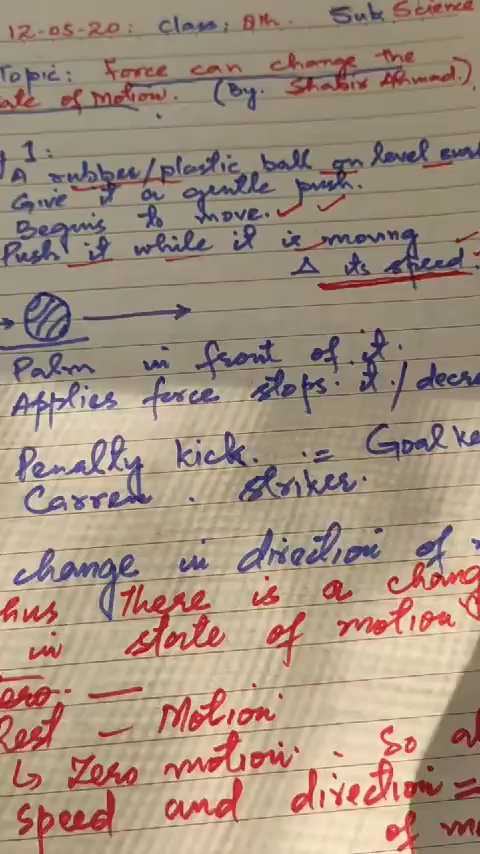 12-05-20: Class; 8th. Sub: Science
Topic: Force can change the
ate of Motion. (By. Shabir Ahmad.)
1:
A rubber/plastic ball on level
Give it a gentle push.
Begins to move.
Push it while it is moving
Δ its speed:
Palm in front of it.
Applies force stops. it / decre
Penalty kick. := Goal ke
Carrem. striker.
change in direction of
hus There is a chang
in state of motion
ero. —
Rest — Motion
↳ Zero motion. So al
speed and direction =
of mo